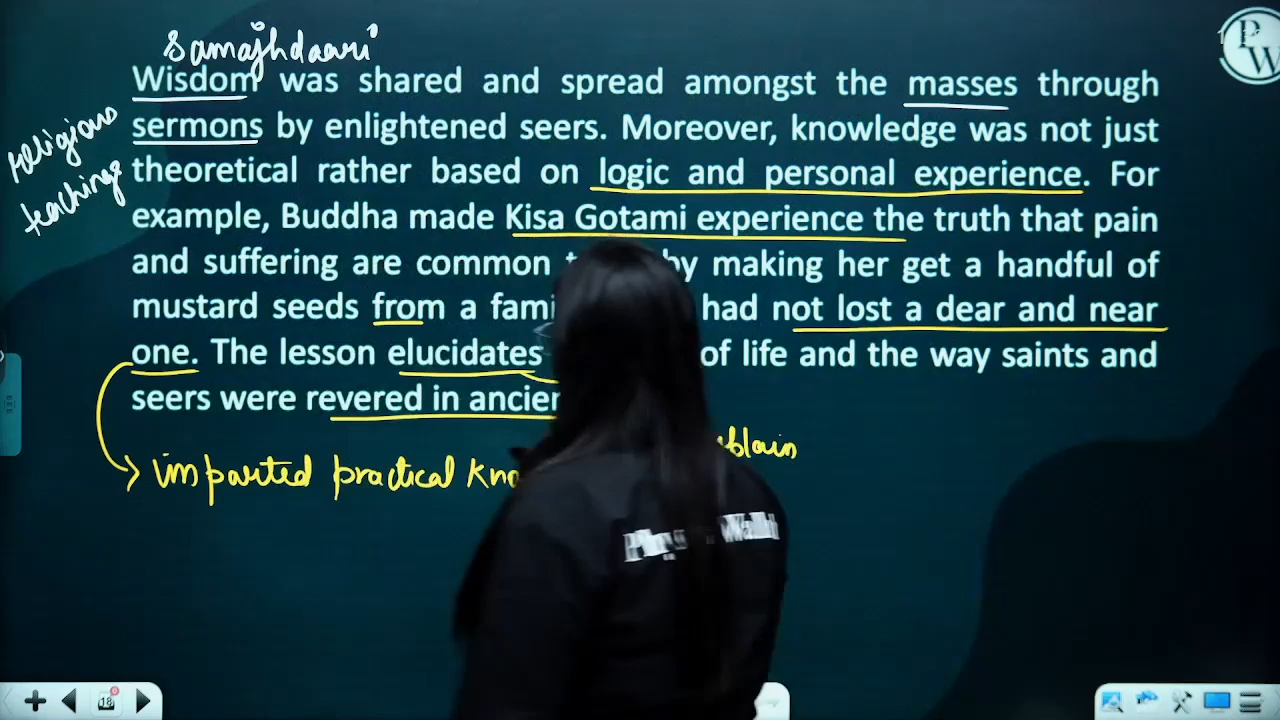 PW
samajhdaari
Wisdom was shared and spread amongst the masses through
religious
sermons by enlightened seers. Moreover, knowledge was not just
teachings
theoretical rather based on logic and personal experience. For
example, Buddha made Kisa Gotami experience the truth that pain
and suffering are common by making her get a handful of
mustard seeds from a had not lost a dear and near
one. The lesson elucidates of life and the way saints and
seers were revered in
explain
imparted practical
18